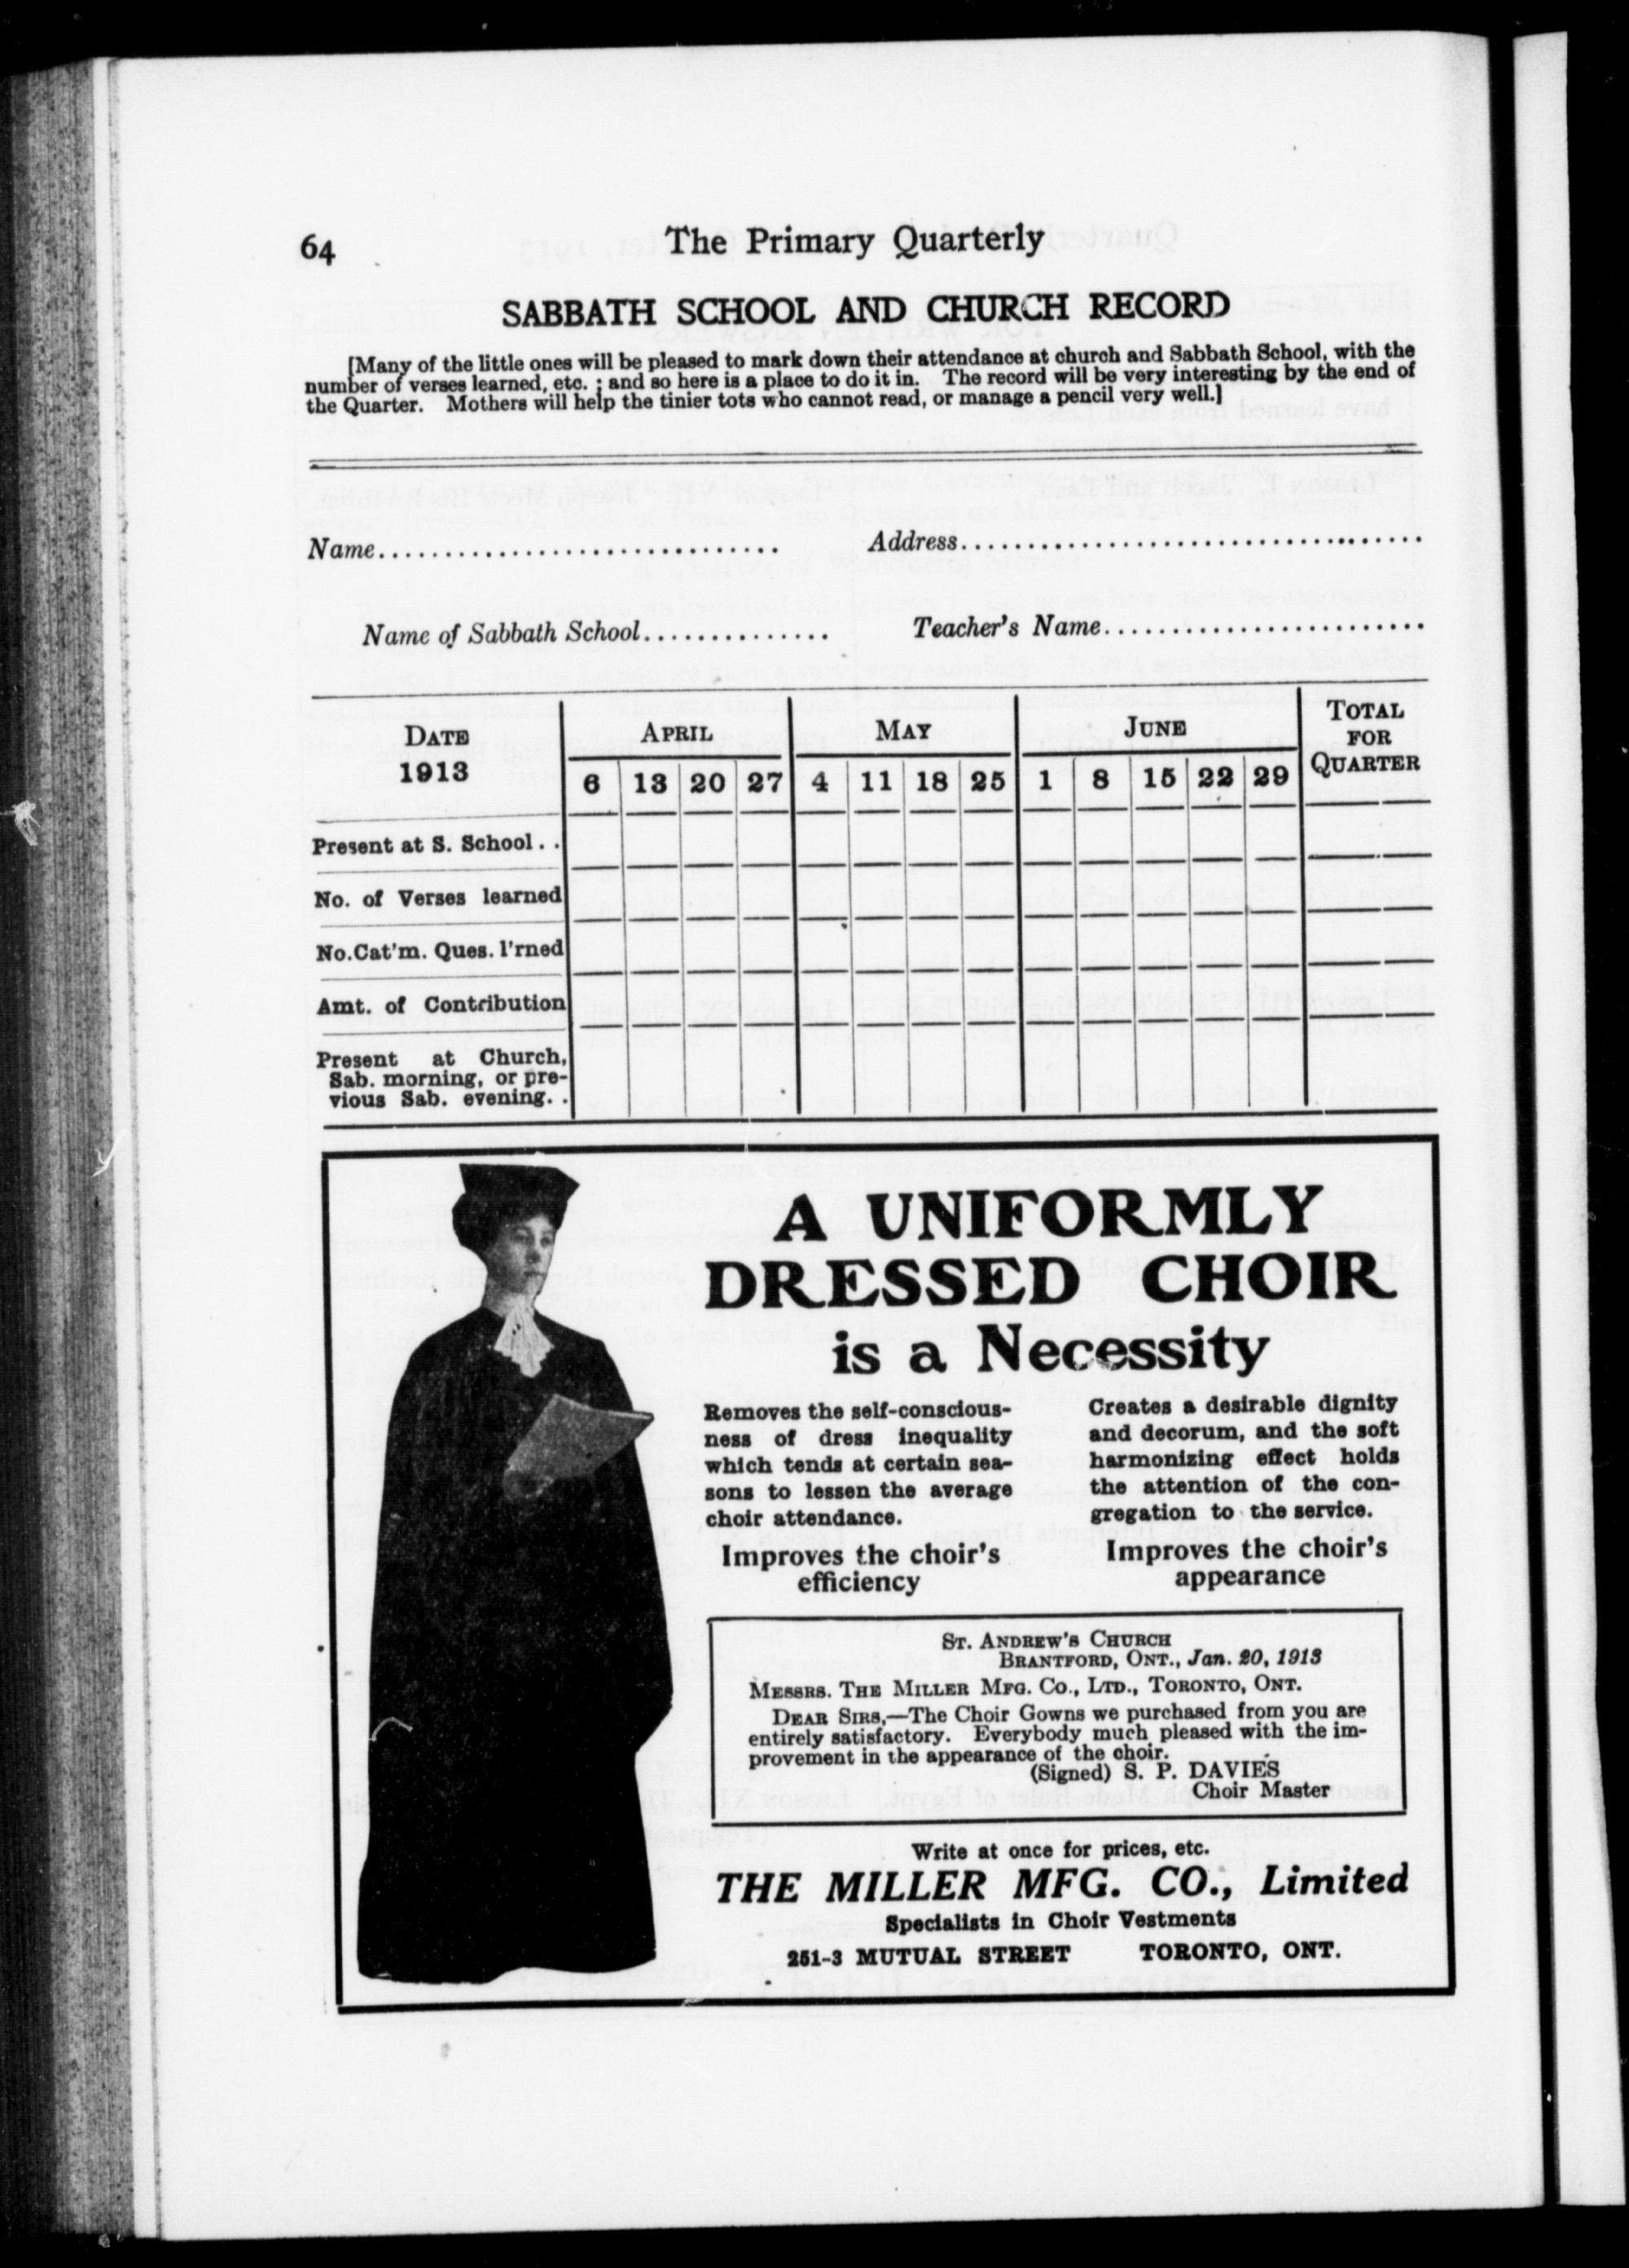 64
The Primary Quarterly
SABBATH SCHOOL AND CHURCH RECORD
[Many of the little ones will be pleased to mark down their attendance at church and Sabbath School, with the
number of verses learned, etc. ; and so here is a place to do it in. The record will be very interesting by the end of
the Quarter. Mothers will help the tinier tots who cannot read, or manage a pencil very well.]
Name.............................. Address...................................
Name of Sabbath School.............. Teacher's Name........................
DATE 1913
APRIL MAY JUNE TOTAL FOR QUARTER
6 13 20 27 4 11 18 25 1 8 15 22 29
Present at S. School . .
No. of Verses learned
No.Cat'm. Ques. l'rned
Amt. of Contribution
Present at Church,
Sab. morning, or pre-
vious Sab. evening. .
A UNIFORMLY
DRESSED CHOIR
is a Necessity
Removes the self-conscious-
ness of dress inequality
which tends at certain sea-
sons to lessen the average
choir attendance.
Improves the choir's
efficiency
Creates a desirable dignity
and decorum, and the soft
harmonizing effect holds
the attention of the con-
gregation to the service.
Improves the choir's
appearance
ST. ANDREW'S CHURCH
BRANTFORD, ONT., Jan. 20, 1913
MESSRS. THE MILLER MFG. CO., LTD., TORONTO, ONT.
DEAR SIRS,—The Choir Gowns we purchased from you are
entirely satisfactory. Everybody much pleased with the im-
provement in the appearance of the choir.
(Signed) S. P. DAVIES
Choir Master
Write at once for prices, etc.
THE MILLER MFG. CO., Limited
Specialists in Choir Vestments
251-3 MUTUAL STREET TORONTO, ONT.